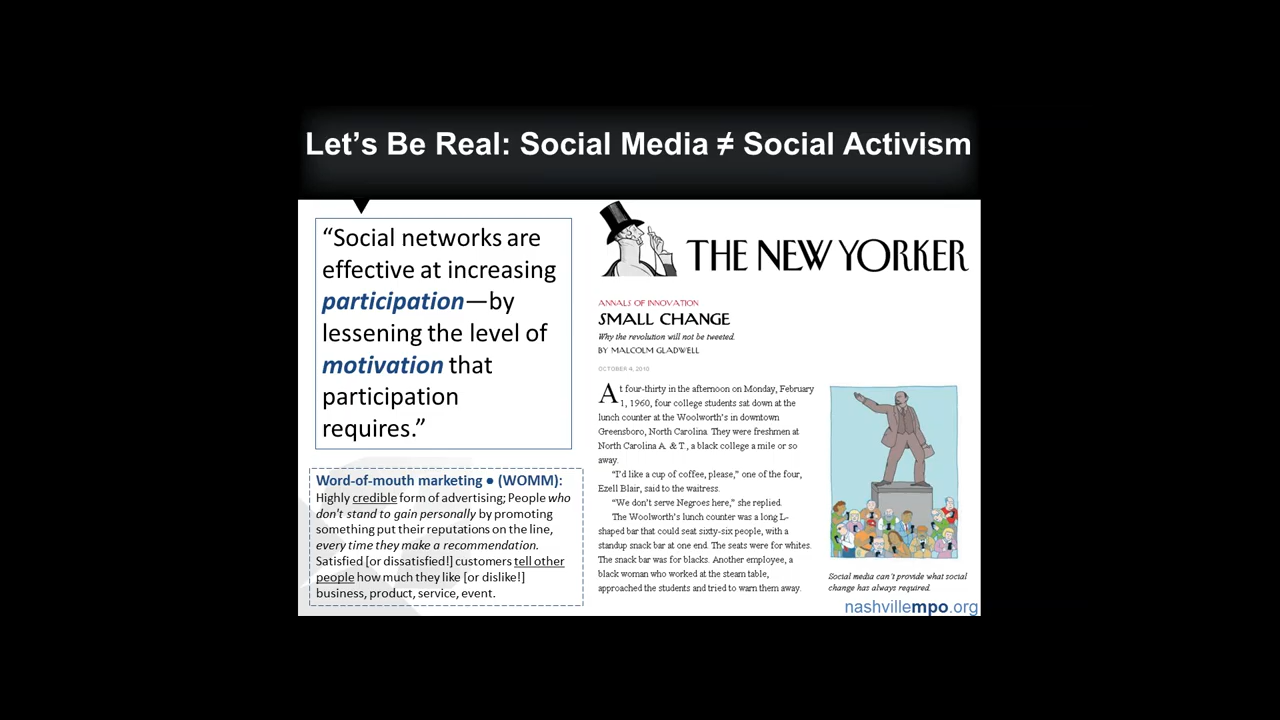 Let's Be Real: Social Media ≠ Social Activism
“Social networks are
effective at increasing
participation—by
lessening the level of
motivation that
participation
requires.”
Word-of-mouth marketing ● (WOMM):
Highly credible form of advertising; People who
don't stand to gain personally by promoting
something put their reputations on the line,
every time they make a recommendation.
Satisfied [or dissatisfied!] customers tell other
people how much they like [or dislike!]
business, product, service, event.
THE NEW YORKER
ANNALS OF INNOVATION
SMALL CHANGE
Why the revolution will not be tweeted.
BY MALCOLM GLADWELL
OCTOBER 4, 2010
At four-thirty in the afternoon on Monday, February
1, 1960, four college students sat down at the
lunch counter at the Woolworth's in downtown
Greensboro, North Carolina. They were freshmen at
North Carolina A. & T., a black college a mile or so
away.
“I'd like a cup of coffee, please,” one of the four,
Ezell Blair, said to the waitress.
“We don't serve Negroes here,” she replied.
The Woolworth's lunch counter was a long L-
shaped bar that could seat sixty-six people, with a
standup snack bar at one end. The seats were for whites.
The snack bar was for blacks. Another employee, a
black woman who worked at the steam table,
approached the students and tried to warn them away.
Social media can't provide what social
change has always required.
nashvillempo.org